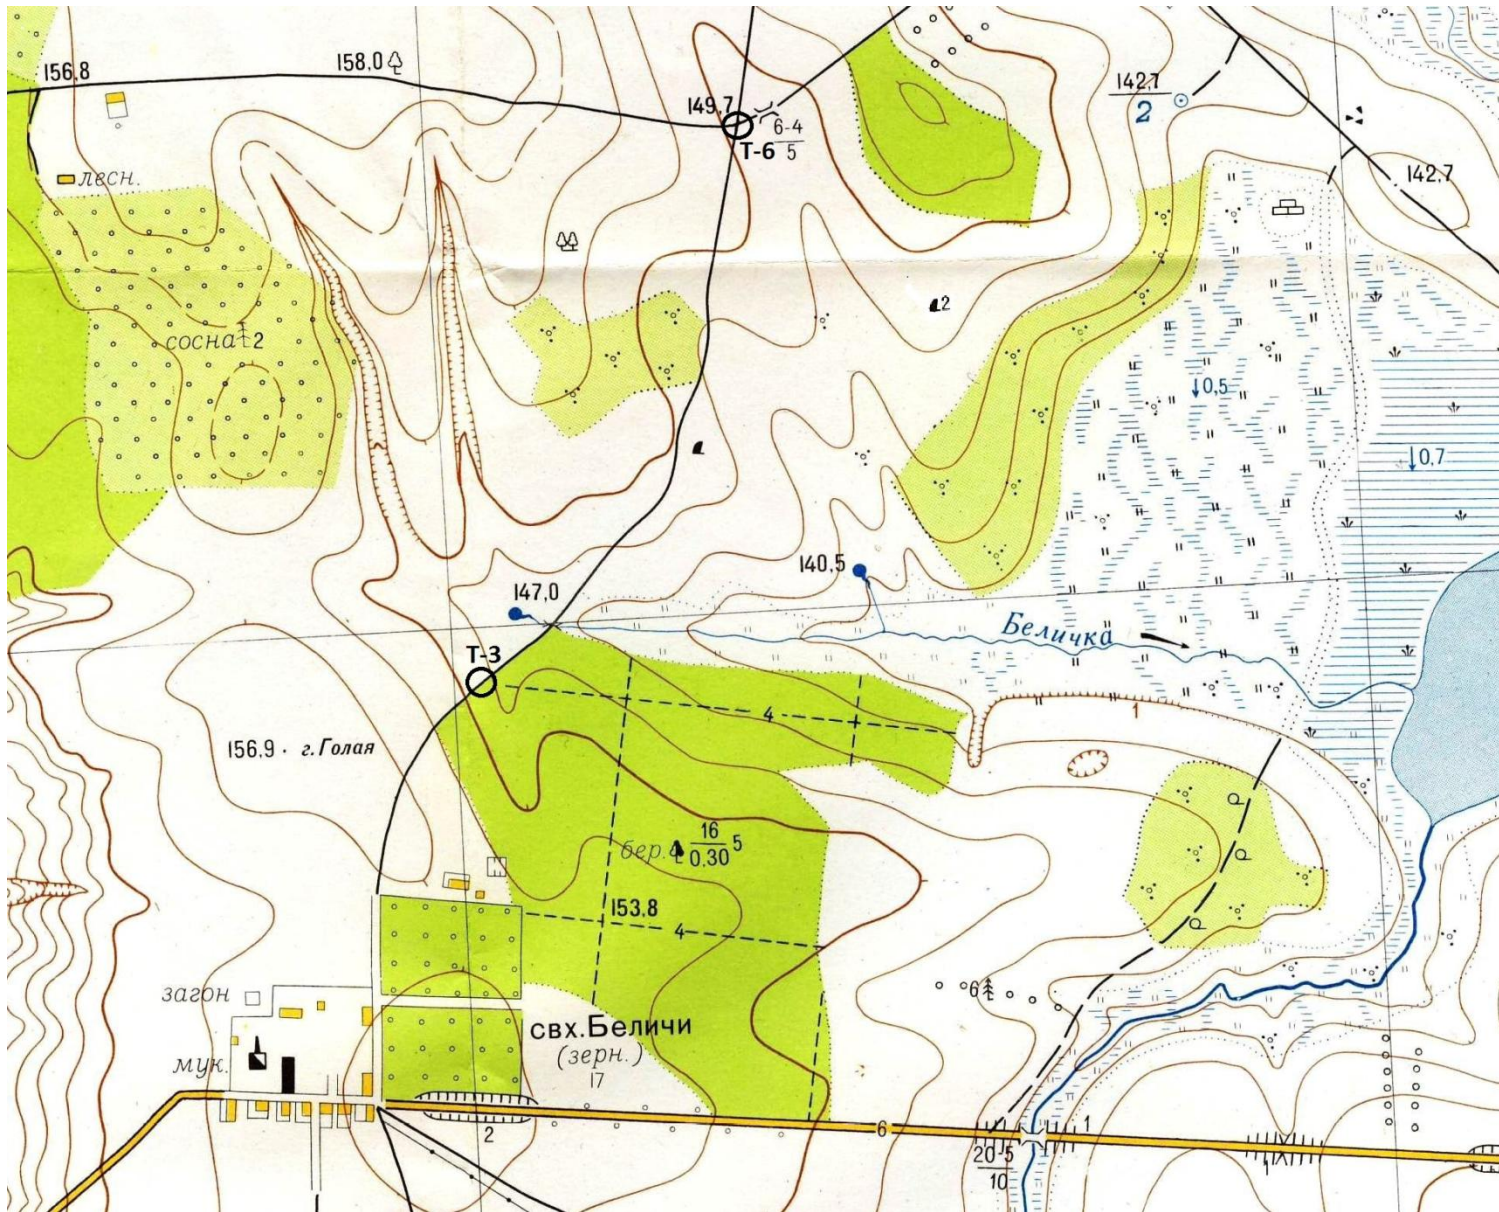 156,8
158,0
149,7
Т-6
6-4
5
142,7
2
142,7
лесн.
сосна 2
2
0,5
0,7
147,0
140,5
Беличка
Т-3
4
1
156,9 · г.Голая
бер.
16
0.30
5
153,8
4
загон
6
свх.Беличи
(зерн.)
17
мук.
2
6
1
20-5
10
1